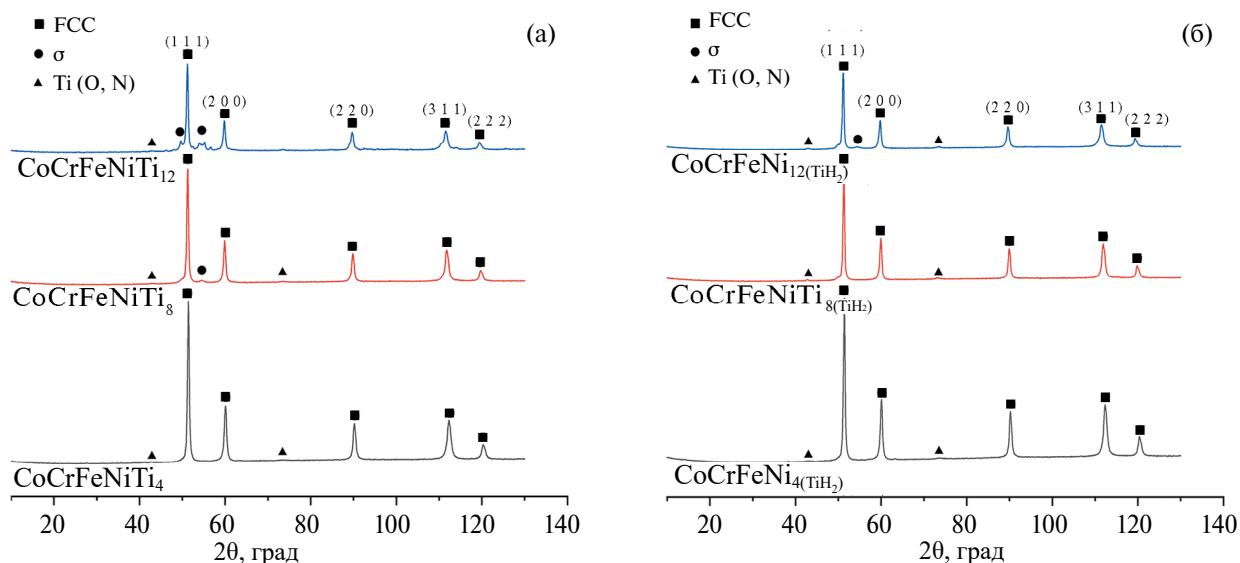 ■ FCC
● σ
▲ Ti (O, N)
(а)
(1 1 1)
(2 0 0)
(2 2 0)
(3 1 1)
(2 2 2)
CoCrFeNiTi₁₂
CoCrFeNiTi₈
CoCrFeNiTi₄
20 40 60 80 100 120 140
2θ, град
■ FCC
● σ
▲ Ti (O, N)
(б)
(1 1 1)
(2 0 0)
(2 2 0)
(3 1 1)
(2 2 2)
CoCrFeNi₁₂₍TiH₂₎
CoCrFeNiTi ₈₍TiH₂₎
CoCrFeNi₄₍TiH₂₎
20 40 60 80 100 120 140
2θ, град